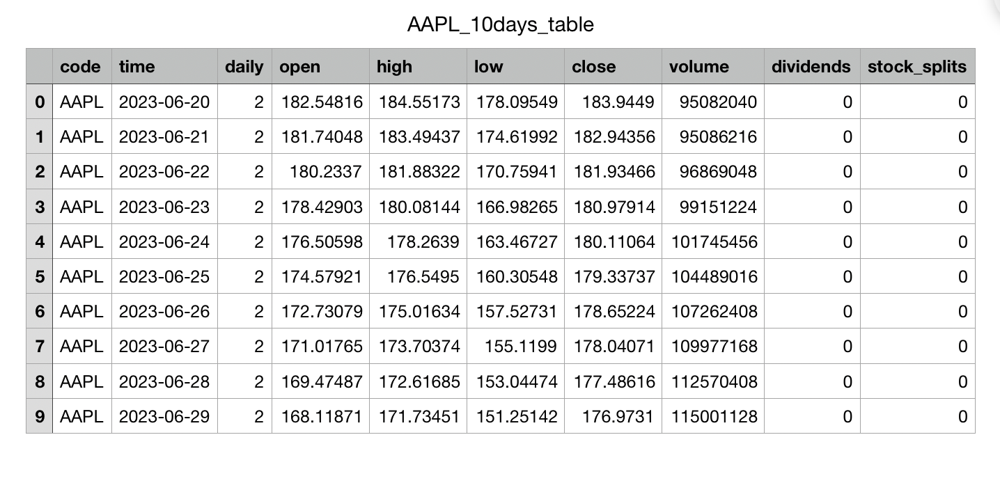 AAPL_10days_table
code time daily open high low close volume dividends stock_splits
0 AAPL 2023-06-20 2 182.54816 184.55173 178.09549 183.9449 95082040 0 0
1 AAPL 2023-06-21 2 181.74048 183.49437 174.61992 182.94356 95086216 0 0
2 AAPL 2023-06-22 2 180.2337 181.88322 170.75941 181.93466 96869048 0 0
3 AAPL 2023-06-23 2 178.42903 180.08144 166.98265 180.97914 99151224 0 0
4 AAPL 2023-06-24 2 176.50598 178.2639 163.46727 180.11064 101745456 0 0
5 AAPL 2023-06-25 2 174.57921 176.5495 160.30548 179.33737 104489016 0 0
6 AAPL 2023-06-26 2 172.73079 175.01634 157.52731 178.65224 107262408 0 0
7 AAPL 2023-06-27 2 171.01765 173.70374 155.1199 178.04071 109977168 0 0
8 AAPL 2023-06-28 2 169.47487 172.61685 153.04474 177.48616 112570408 0 0
9 AAPL 2023-06-29 2 168.11871 171.73451 151.25142 176.9731 115001128 0 0